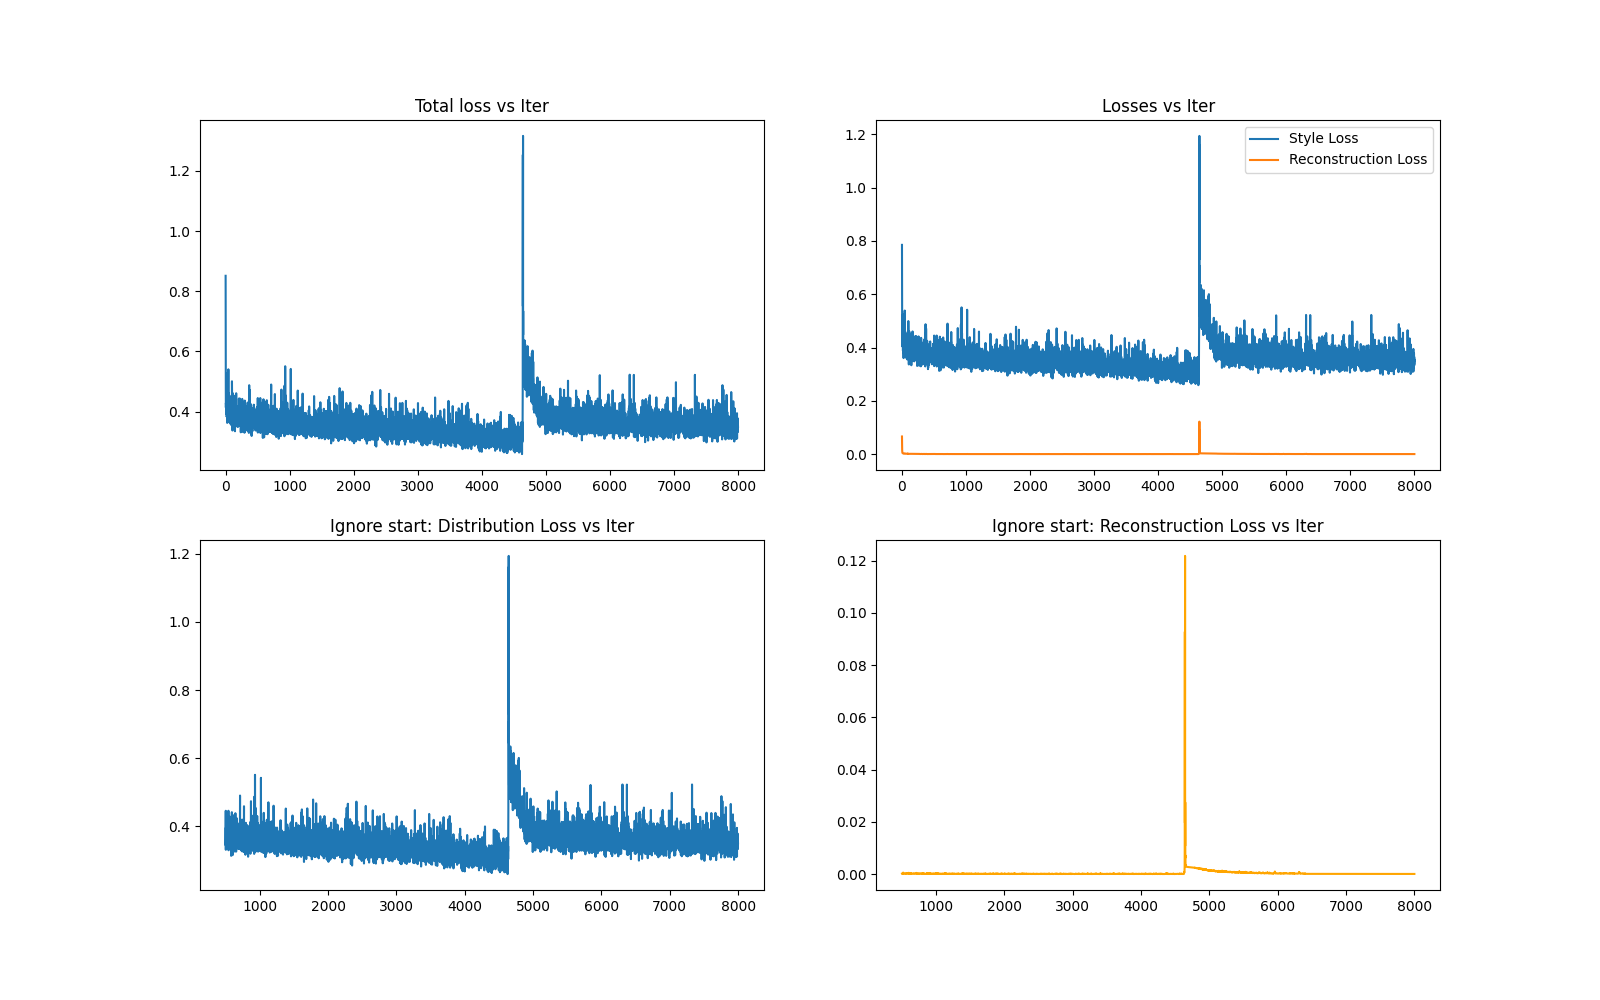 Total loss vs Iter
1.2
1.0
0.8
0.6
0.4
0 1000 2000 3000 4000 5000 6000 7000 8000
Losses vs Iter
Style Loss
Reconstruction Loss
1.2
1.0
0.8
0.6
0.4
0.2
0.0
0 1000 2000 3000 4000 5000 6000 7000 8000
Ignore start: Distribution Loss vs Iter
1.2
1.0
0.8
0.6
0.4
1000 2000 3000 4000 5000 6000 7000 8000
Ignore start: Reconstruction Loss vs Iter
0.12
0.10
0.08
0.06
0.04
0.02
0.00
1000 2000 3000 4000 5000 6000 7000 8000